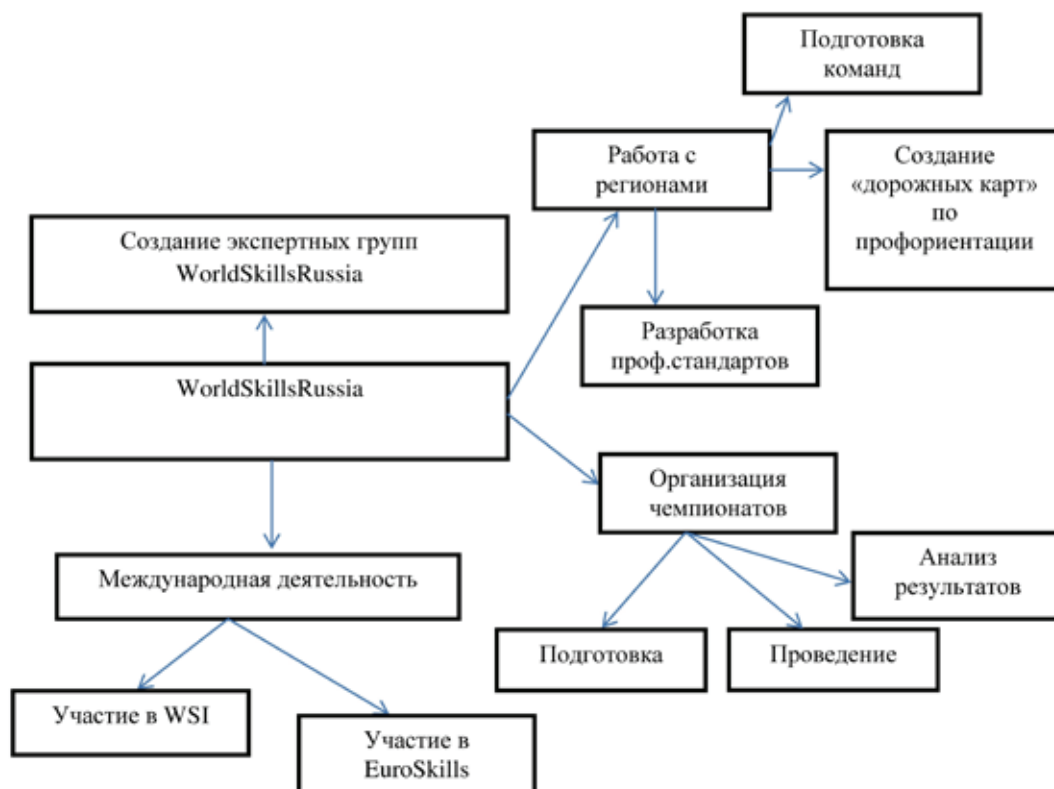 Подготовка
команд
Работа с
регионами
Создание
«дорожных карт»
по
профориентации
Создание экспертных групп
WorldSkillsRussia
Разработка
проф.стандартов
WorldSkillsRussia
Организация
чемпионатов
Международная деятельность
Анализ
результатов
Подготовка
Проведение
Участие в WSI
Участие в
EuroSkills